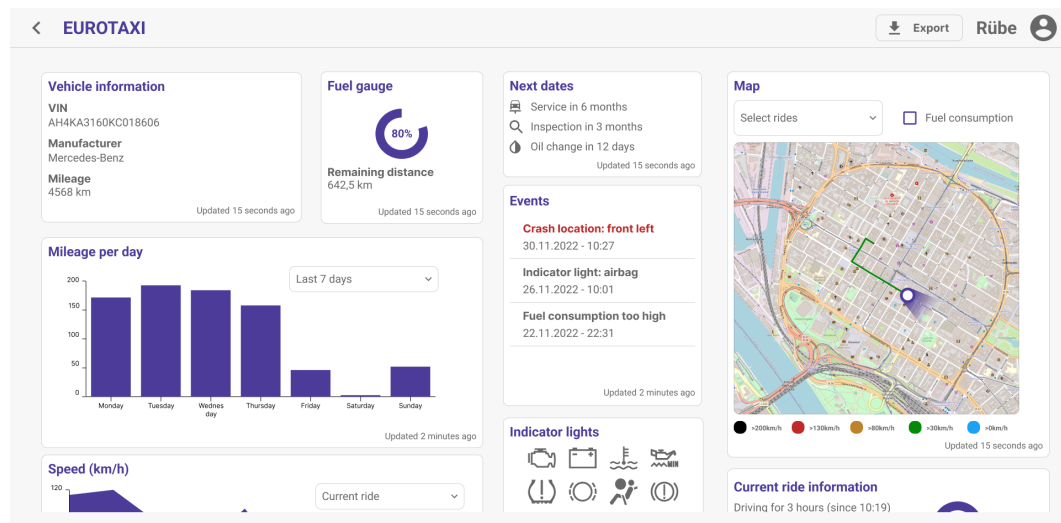 EUROTAXI
Export
Rübe
Vehicle information
VIN
AH4KA3160KC018606
Manufacturer
Mercedes-Benz
Mileage
4568 km
Updated 15 seconds ago
Fuel gauge
80%
Remaining distance
642,5 km
Updated 15 seconds ago
Next dates
Service in 6 months
Inspection in 3 months
Oil change in 12 days
Updated 15 seconds ago
Map
Select rides
Fuel consumption
>200km/h
>130km/h
>80km/h
>30km/h
>0km/h
Updated 15 seconds ago
Mileage per day
Last 7 days
200
150
100
50
0
Monday
Tuesday
Wednes
day
Thursday
Friday
Saturday
Sunday
Updated 2 minutes ago
Events
Crash location: front left
30.11.2022 - 10:27
Indicator light: airbag
26.11.2022 - 10:01
Fuel consumption too high
22.11.2022 - 22:31
Updated 2 minutes ago
Speed (km/h)
120
Current ride
Indicator lights
MIN
Current ride information
Driving for 3 hours (since 10:19)